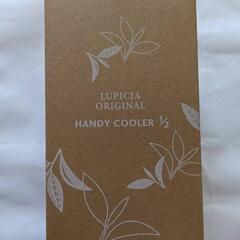 LUPICIA
ORIGINAL
HANDY COOLER ½